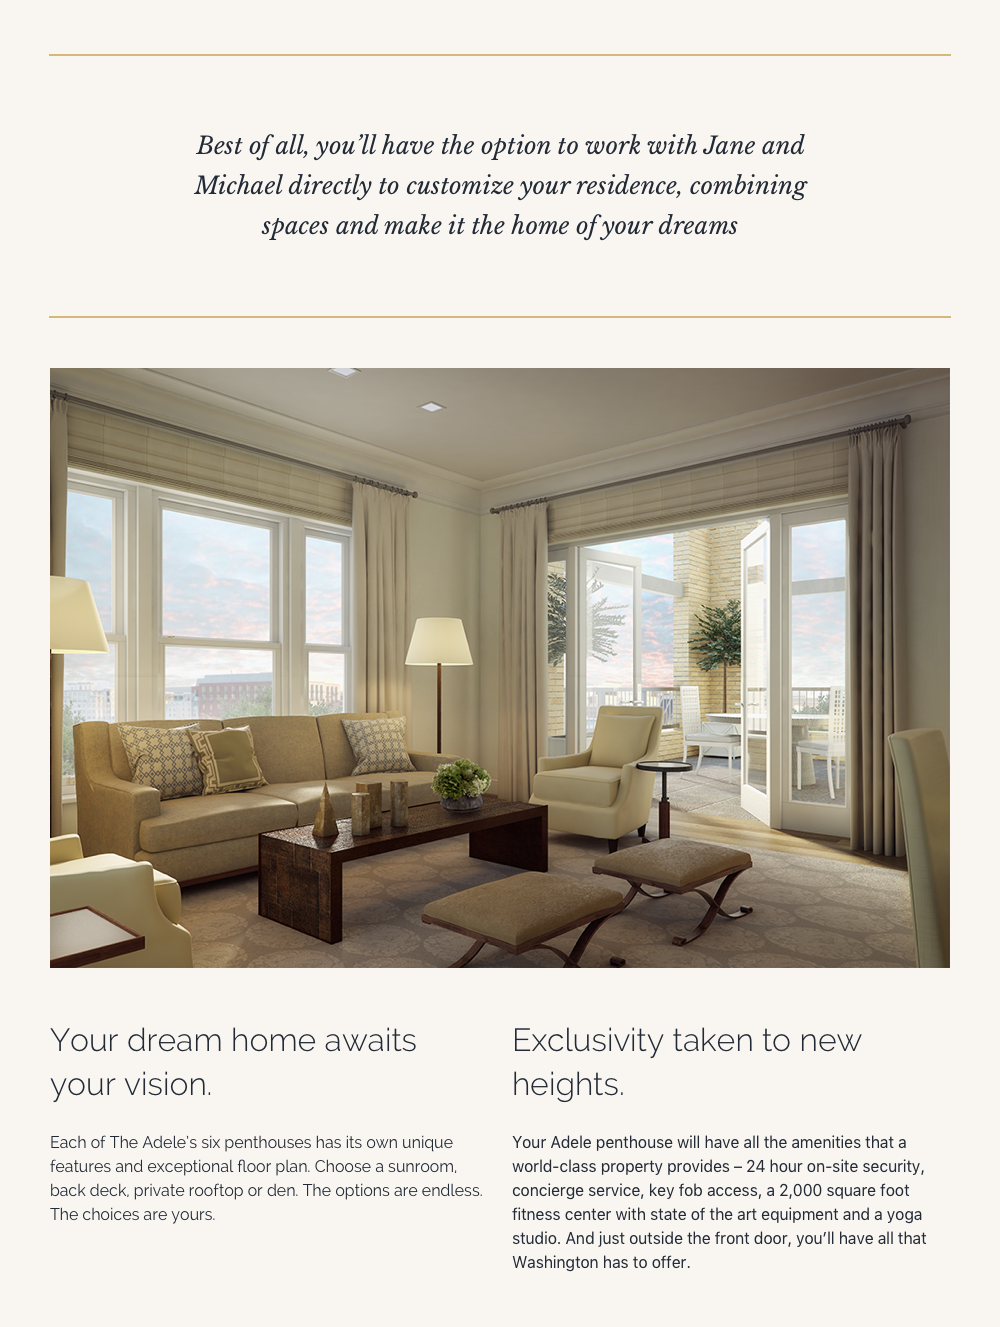 Best of all, you’ll have the option to work with Jane and
Michael directly to customize your residence, combining
spaces and make it the home of your dreams
Your dream home awaits
your vision.
Each of The Adele’s six penthouses has its own unique
features and exceptional floor plan. Choose a sunroom,
back deck, private rooftop or den. The options are endless.
The choices are yours.
Exclusivity taken to new
heights.
Your Adele penthouse will have all the amenities that a
world-class property provides – 24 hour on-site security,
concierge service, key fob access, a 2,000 square foot
fitness center with state of the art equipment and a yoga
studio. And just outside the front door, you’ll have all that
Washington has to offer.